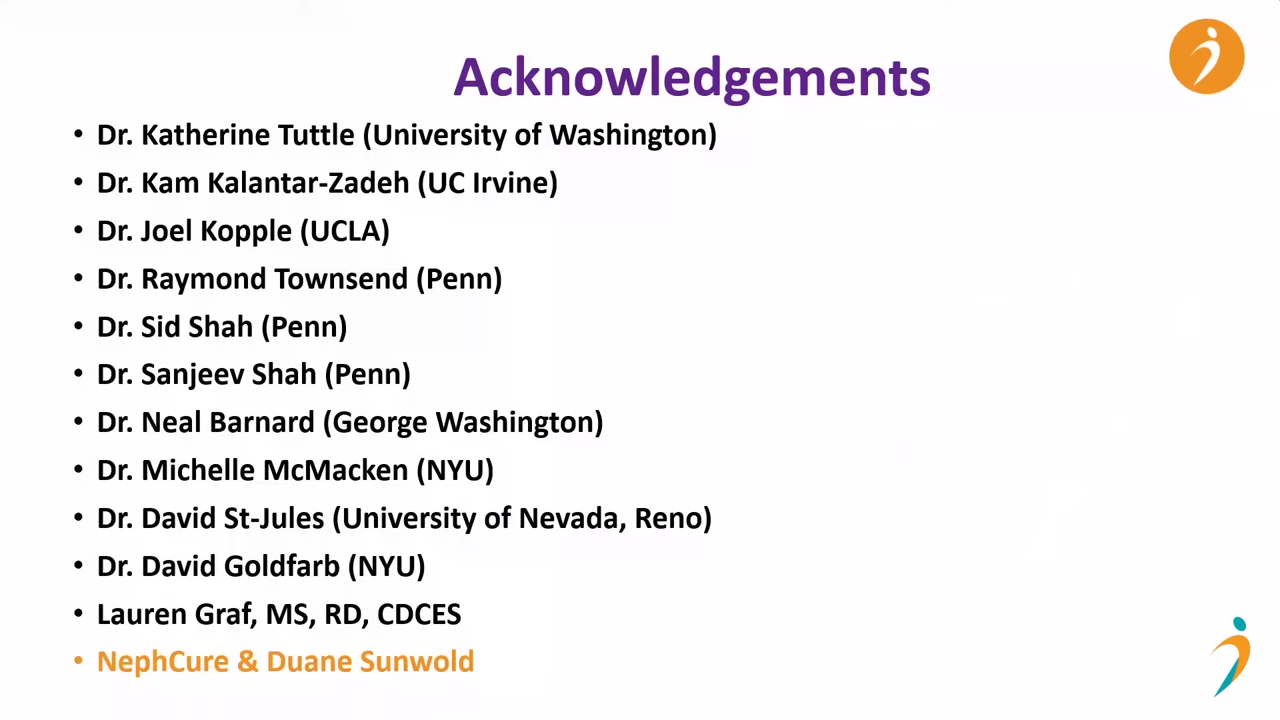 Acknowledgements
• Dr. Katherine Tuttle (University of Washington)
• Dr. Kam Kalantar-Zadeh (UC Irvine)
• Dr. Joel Kopple (UCLA)
• Dr. Raymond Townsend (Penn)
• Dr. Sid Shah (Penn)
• Dr. Sanjeev Shah (Penn)
• Dr. Neal Barnard (George Washington)
• Dr. Michelle McMacken (NYU)
• Dr. David St-Jules (University of Nevada, Reno)
• Dr. David Goldfarb (NYU)
• Lauren Graf, MS, RD, CDCES
• NephCure & Duane Sunwold